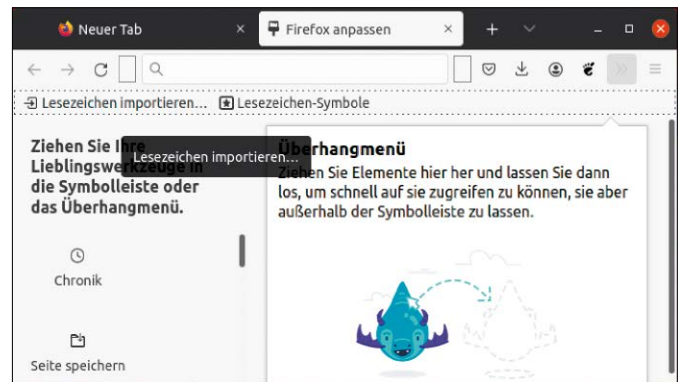 Neuer Tab
Firefox anpassen
Lesezeichen importieren... Lesezeichen-Symbole
Ziehen Sie Ihre
Lieblingswerkzeuge in
die Symbolleiste oder
das Überhangmenü.
Lesezeichen importieren...
Chronik
Seite speichern
Überhangmenü
Ziehen Sie Elemente hier her und lassen Sie dann
los, um schnell auf sie zugreifen zu können, sie aber
außerhalb der Symbolleiste zu lassen.